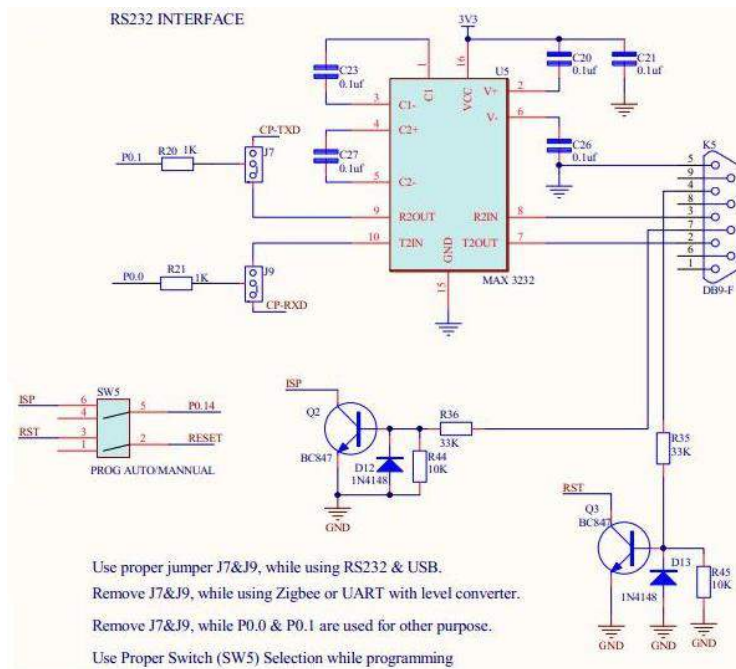 RS232 INTERFACE
3V3
C23
0.1uf
1
16
U5
C20
0.1uf
C21
0.1uf
C1
VCC
V+
2
3
C1-
4
C2+
V-
6
K5
CP-TXD
P0.1
R20
1K
J7
C27
0.1uf
C26
0.1uf
5
9
4
8
3
7
2
6
1
DB9-F
5
C2-
9
R2OUT
R2IN
8
10
T2IN
T2OUT
7
GND
15
MAX 3232
P0.0
R21
1K
J9
CP-RXD
SW5
ISP
6
4
5
P0.14
RST
3
1
2
RESET
PROG AUTO/MANNUAL
ISP
Q2
BC847
R36
33K
D12
1N4148
R44
10K
GND
R35
33K
RST
Q3
BC847
D13
1N4148
R45
10K
GND
GND
Use proper jumper J7&J9, while using RS232 & USB.
Remove J7&J9, while using Zigbee or UART with level converter.
Remove J7&J9, while P0.0 & P0.1 are used for other purpose.
Use Proper Switch (SW5) Selection while programming